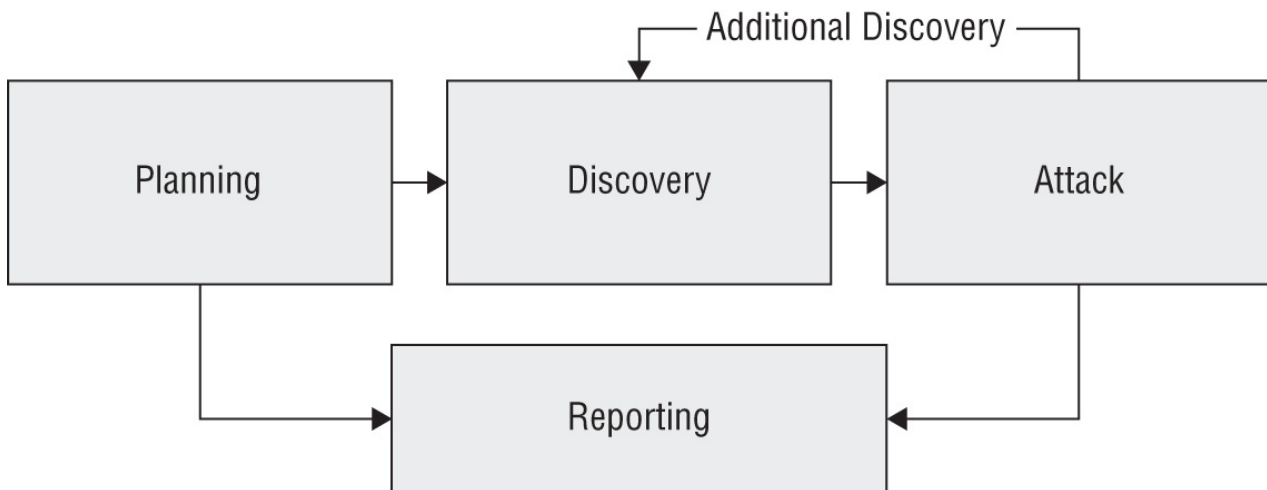 Additional Discovery
Planning
Discovery
Attack
Reporting